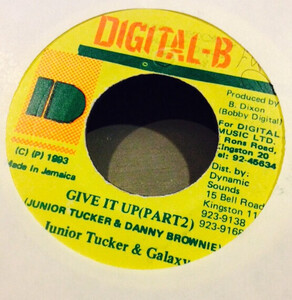 DIGITAL-B
Produced by
B. Dixon
(Bobby Digital)
For DIGITAL
MUSIC LTD.
Rons Road,
Kingston 20
Tel: 92-45634
(C) (P) 1993
Made In Jamaica
Dist. by:
Dynamic
Sounds
15 Bell Road
Kingston 11
923-9138
923-9168
GIVE IT UP(PART2)
(JUNIOR TUCKER & DANNY BROWNIE)
Junior Tucker & Galaxy